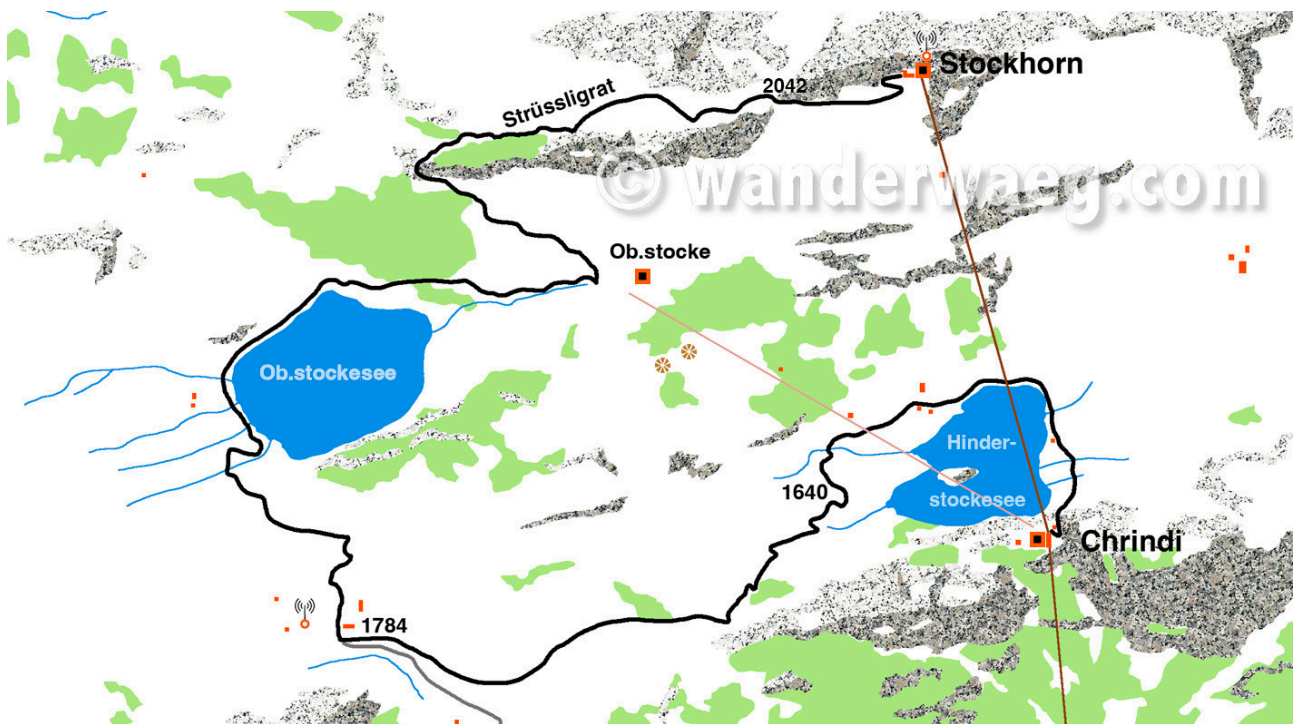 Stockhorn
2042
Strüssligrat
© wanderwaeg.com
Ob.stocke
Ob.stockesee
Hinder-
stockesee
1640
Chrindi
1784